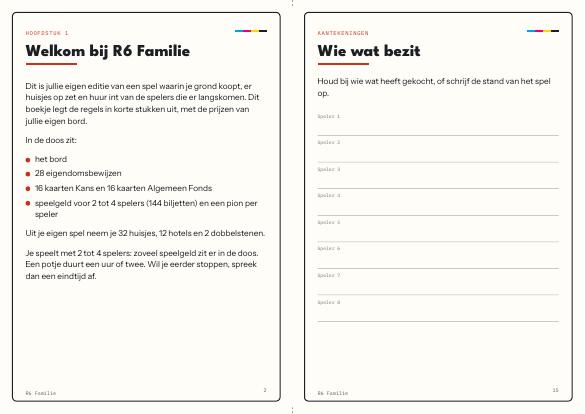 HOOFDSTUK 1
Welkom bij R6 Familie
Dit is jullie eigen editie van een spel waarin je grond koopt, er
huisjes op zet en huur int van de spelers die er langskomen. Dit
boekje legt de regels in korte stukken uit, met de prijzen van
jullie eigen bord.
In de doos zit:
het bord
28 eigendomsbewijzen
16 kaarten Kans en 16 kaarten Algemeen Fonds
speelgeld voor 2 tot 4 spelers (144 biljetten) en een pion per
speler
Uit je eigen spel neem je 32 huisjes, 12 hotels en 2 dobbelstenen.
Je speelt met 2 tot 4 spelers: zoveel speelgeld zit er in de doos.
Een potje duurt een uur of twee. Wil je eerder stoppen, spreek
dan een eindtijd af.
R6 Familie
2
AANTEKENINGEN
Wie wat bezit
Houd bij wie wat heeft gekocht, of schrijf de stand van het spel
op.
Speler 1
Speler 2
Speler 3
Speler 4
Speler 5
Speler 6
Speler 7
Speler 8
R6 Familie
15